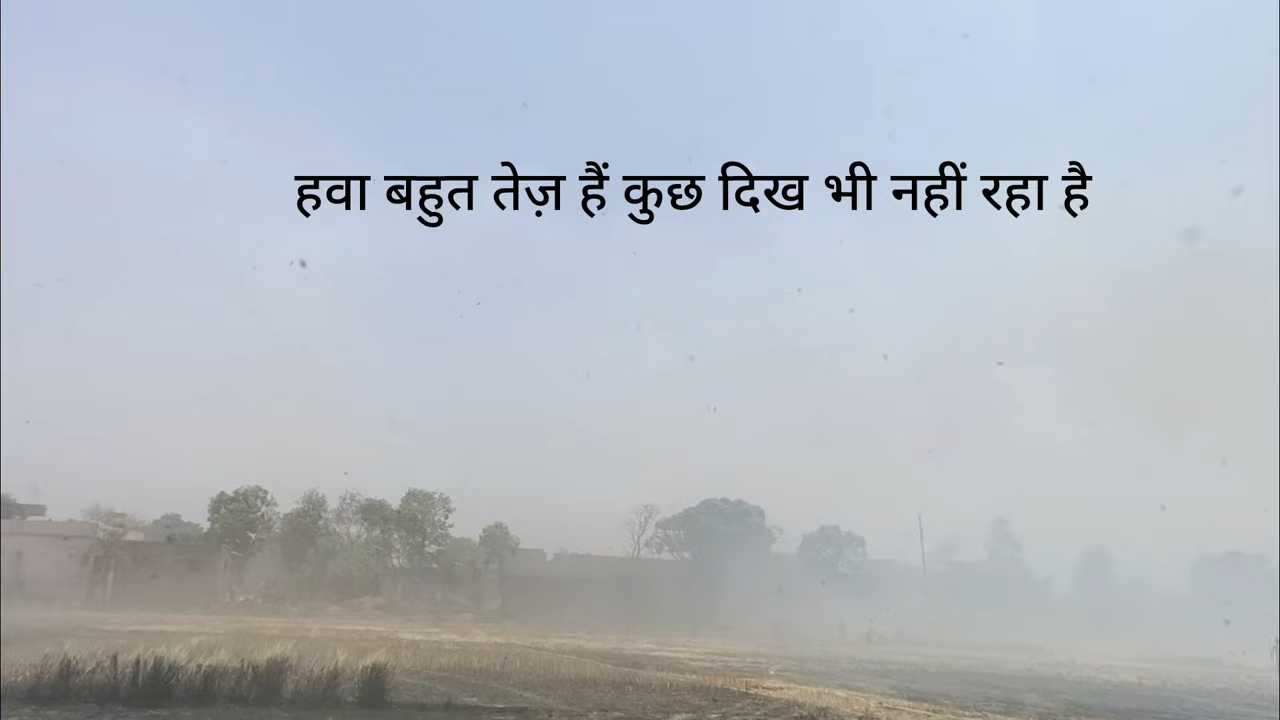 हवा बहुत तेज़ हैं कुछ दिख भी नहीं रहा है